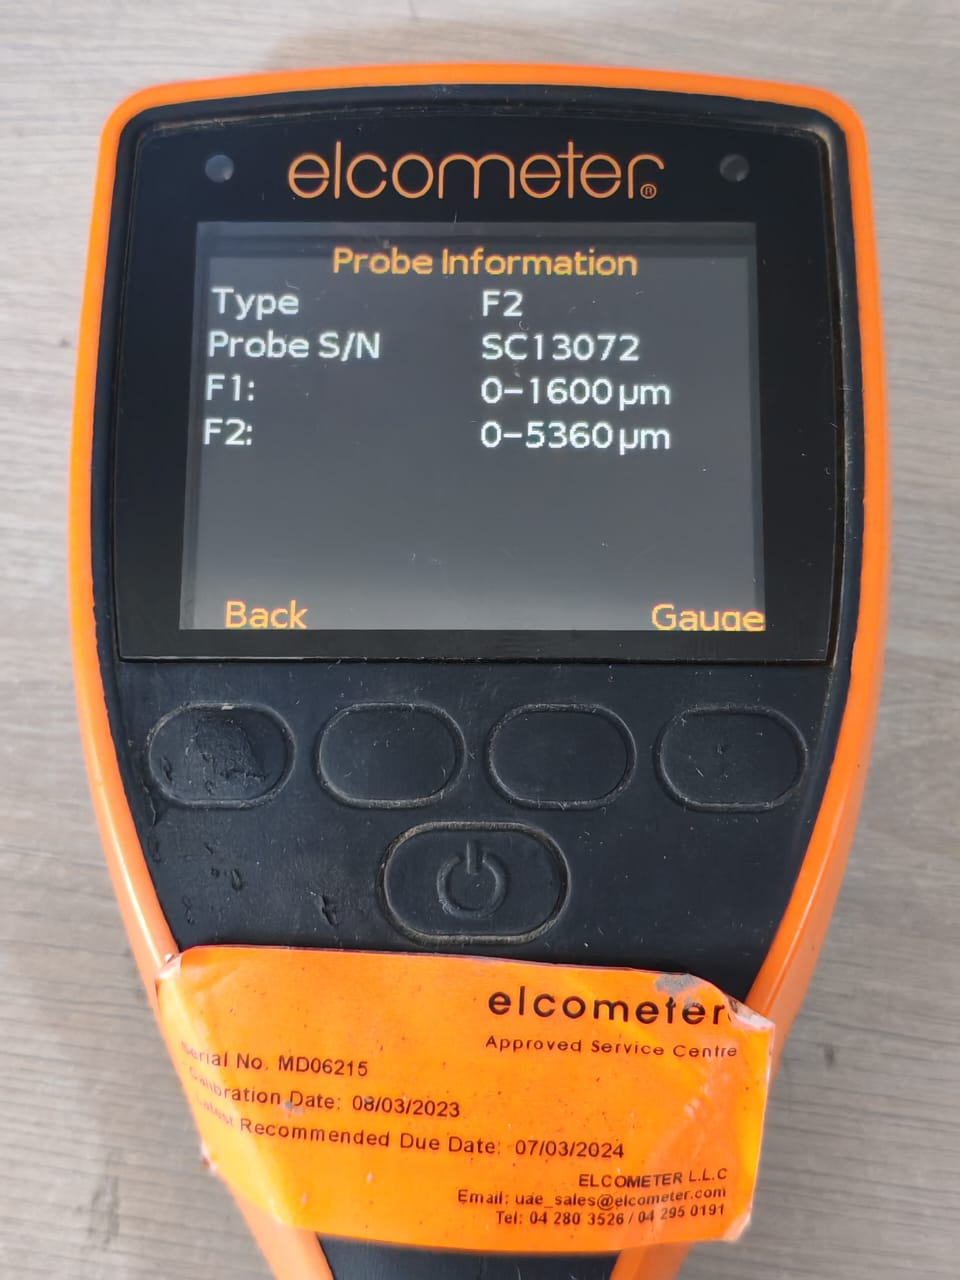 elcometer®
Probe Information
Type F2
Probe S/N SC13072
F1: 0-1600µm
F2: 0-5360µm
Back Gauge
elcometer
Approved Service Centre
Serial No. MD06215
Calibration Date: 08/03/2023
Latest Recommended Due Date: 07/03/2024
ELCOMETER L.L.C
Email: uae_sales@elcometer.com
Tel: 04 280 3526 / 04 295 0191